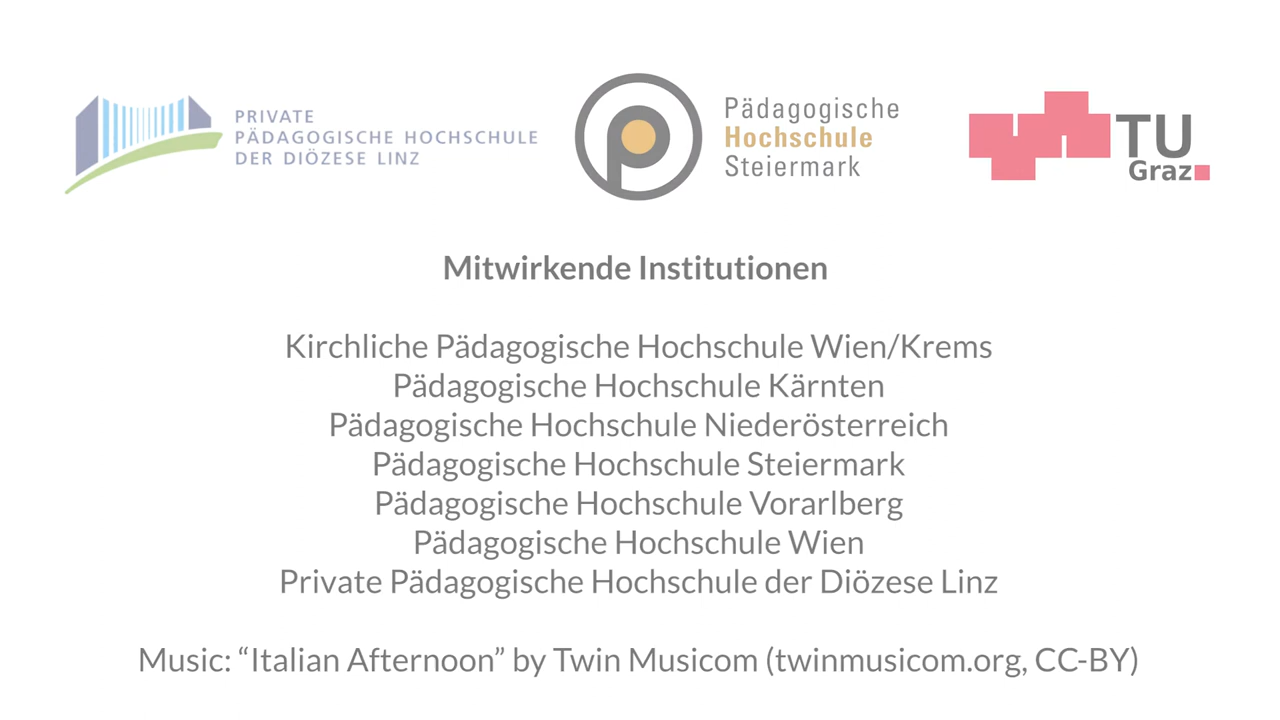 PRIVATE
PÄDAGOGISCHE HOCHSCHULE
DER DIÖZESE LINZ
Pädagogische
Hochschule
Steiermark
TU
Graz
Mitwirkende Institutionen
Kirchliche Pädagogische Hochschule Wien/Krems
Pädagogische Hochschule Kärnten
Pädagogische Hochschule Niederösterreich
Pädagogische Hochschule Steiermark
Pädagogische Hochschule Vorarlberg
Pädagogische Hochschule Wien
Private Pädagogische Hochschule der Diözese Linz
Music: “Italian Afternoon” by Twin Musicom (twinmusicom.org, CC-BY)